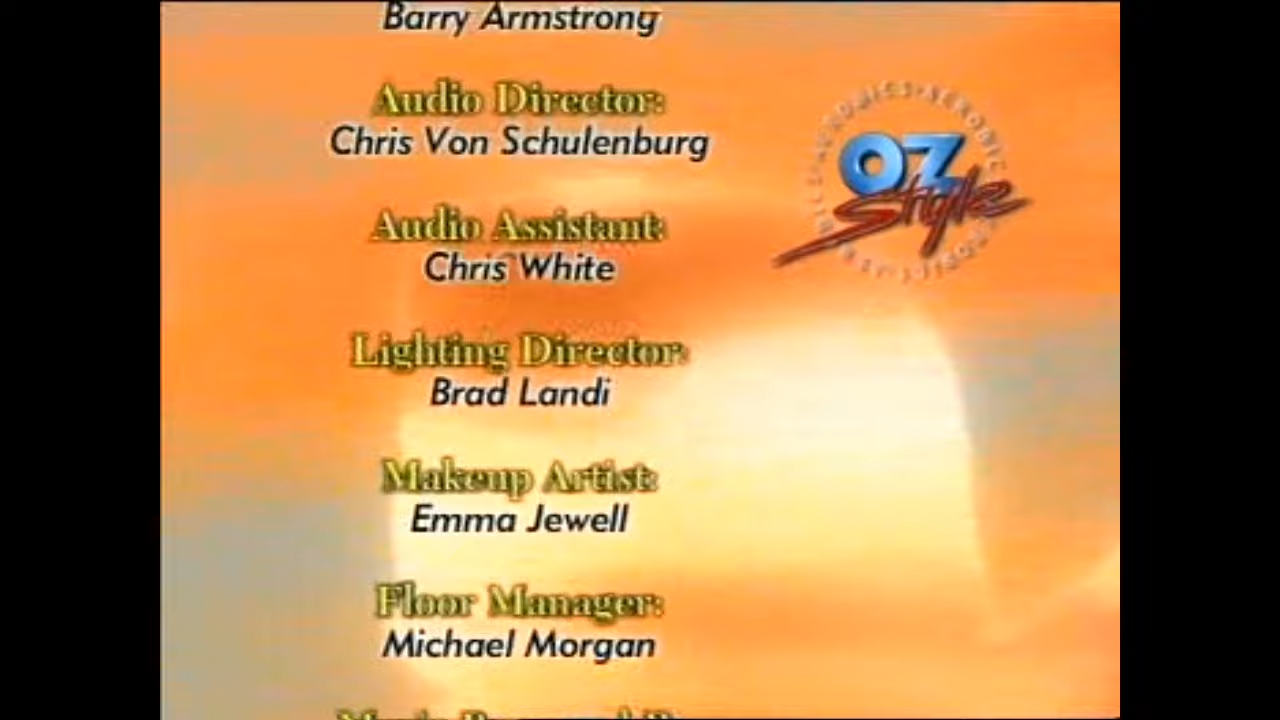 Barry Armstrong
Audio Director:
Chris Von Schulenburg
Audio Assistant:
Chris White
Lighting Director:
Brad Landi
Makeup Artist:
Emma Jewell
Floor Manager:
Michael Morgan
OZ
Style